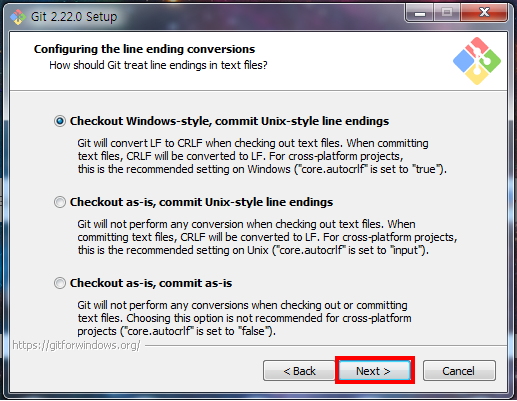 Git 2.22.0 Setup
Configuring the line ending conversions
How should Git treat line endings in text files?
Checkout Windows-style, commit Unix-style line endings
Git will convert LF to CRLF when checking out text files. When committing
text files, CRLF will be converted to LF. For cross-platform projects,
this is the recommended setting on Windows ("core.autocrlf" is set to "true").
Checkout as-is, commit Unix-style line endings
Git will not perform any conversion when checking out text files. When
committing text files, CRLF will be converted to LF. For cross-platform projects,
this is the recommended setting on Unix ("core.autocrlf" is set to "input").
Checkout as-is, commit as-is
Git will not perform any conversions when checking out or committing
text files. Choosing this option is not recommended for cross-platform
projects ("core.autocrlf" is set to "false").
https://gitforwindows.org/
< Back
Next >
Cancel